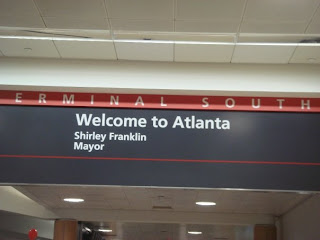 ERMINAL SOUTH
Welcome to Atlanta
Shirley Franklin
Mayor